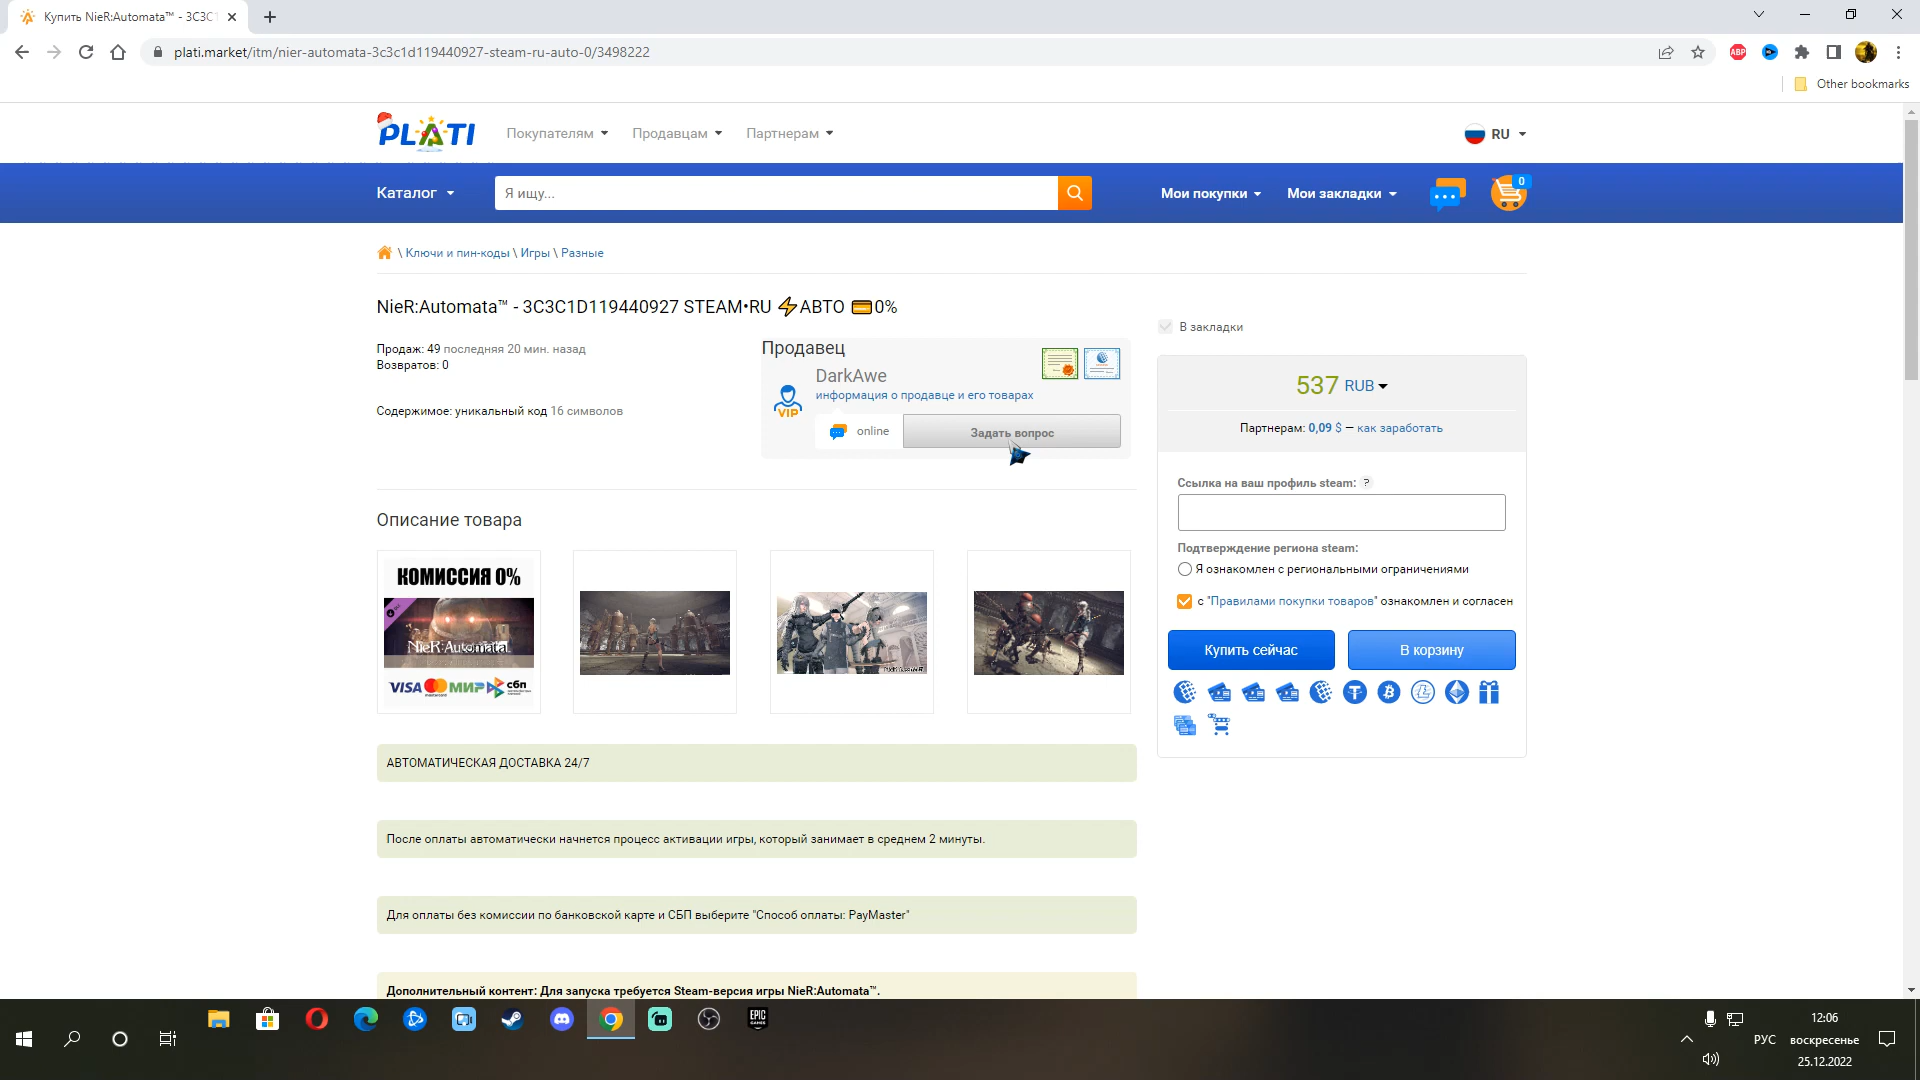 Купить NieR:Automata™ - 3C3C1
plati.market/itm/nier-automata-3c3c1d119440927-steam-ru-auto-0/3498222
ABP
Other bookmarks
PLATI
Покупателям
Продавцам
Партнерам
RU
Каталог
Я ищу...
Мои покупки
Мои закладки
0
\ Ключи и пин-коды \ Игры \ Разные
NieR:Automata™ - 3C3C1D119440927 STEAM•RU ⚡АВТО 💳0%
В закладки
Продаж: 49 последняя 20 мин. назад
Возвратов: 0
Содержимое: уникальный код 16 символов
Продавец
DarkAwe
информация о продавце и его товарах
VIP
online
Задать вопрос
537 RUB
Партнерам: 0,09 $ — как заработать
Ссылка на ваш профиль steam: ?
Подтверждение региона steam:
Я ознакомлен с региональными ограничениями
с "Правилами покупки товаров" ознакомлен и согласен
Купить сейчас
В корзину
Описание товара
КОМИССИЯ 0%
NieR:Automata
VISA
mastercard
МИР
сбп
АВТОМАТИЧЕСКАЯ ДОСТАВКА 24/7
После оплаты автоматически начнется процесс активации игры, который занимает в среднем 2 минуты.
Для оплаты без комиссии по банковской карте и СБП выберите "Способ оплаты: PayMaster"
Дополнительный контент: Для запуска требуется Steam-версия игры NieR:Automata™.
EPIC
GAMES
РУС
12:06
воскресенье
25.12.2022